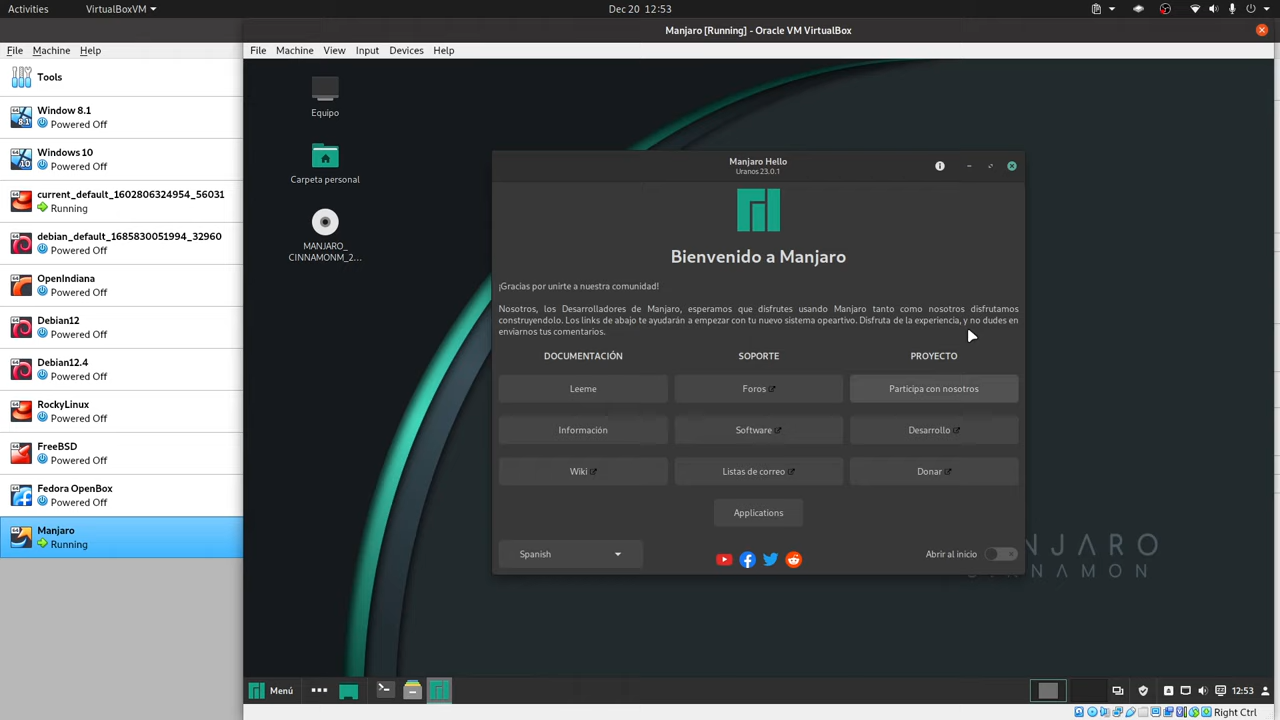 Activities
VirtualBoxVM
Dec 20 12:53
Manjaro [Running] - Oracle VM VirtualBox
File Machine Help
File Machine View Input Devices Help
Tools
Window 8.1
Powered Off
Windows 10
Powered Off
current_default_1602806324954_56031
Running
debian_default_1685830051994_32960
Powered Off
OpenIndiana
Powered Off
Debian12
Powered Off
Debian12.4
Powered Off
RockyLinux
Powered Off
FreeBSD
Powered Off
Fedora OpenBox
Powered Off
Manjaro
Running
Equipo
Carpeta personal
MANJARO_
CINNAMONM_2...
Manjaro Hello
Uranos 23.0.1
Bienvenido a Manjaro
¡Gracias por unirte a nuestra comunidad!
Nosotros, los Desarrolladores de Manjaro, esperamos que disfrutes usando Manjaro tanto como nosotros disfrutamos
construyendolo. Los links de abajo te ayudarán a empezar con tu nuevo sistema opeartivo. Disfruta de la experiencia, y no dudes en
enviarnos tus comentarios.
DOCUMENTACIÓN SOPORTE PROYECTO
Leeme Foros Participa con nosotros
Información Software Desarrollo
Wiki Listas de correo Donar
Applications
Spanish
Abrir al inicio
NJARO
NNAMON
Menú
12:53
Right Ctrl